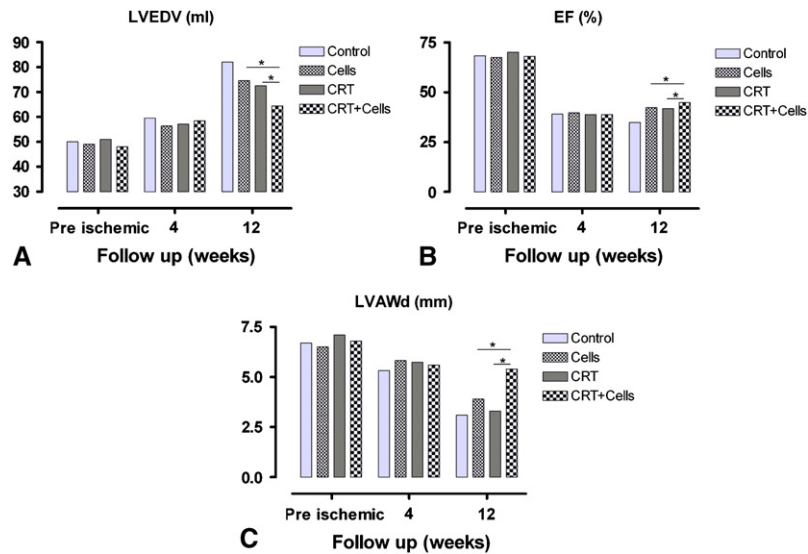 LVEDV (ml)
90
80
70
60
50
40
30
*
*
Control
Cells
CRT
CRT+Cells
Pre ischemic 4 12
A Follow up (weeks)
EF (%)
75
50
25
0
*
*
Control
Cells
CRT
CRT+Cells
Pre ischemic 4 12
B Follow up (weeks)
LVAWd (mm)
7.5
5.0
2.5
0.0
*
*
Control
Cells
CRT
CRT+Cells
Pre ischemic 4 12
C Follow up (weeks)